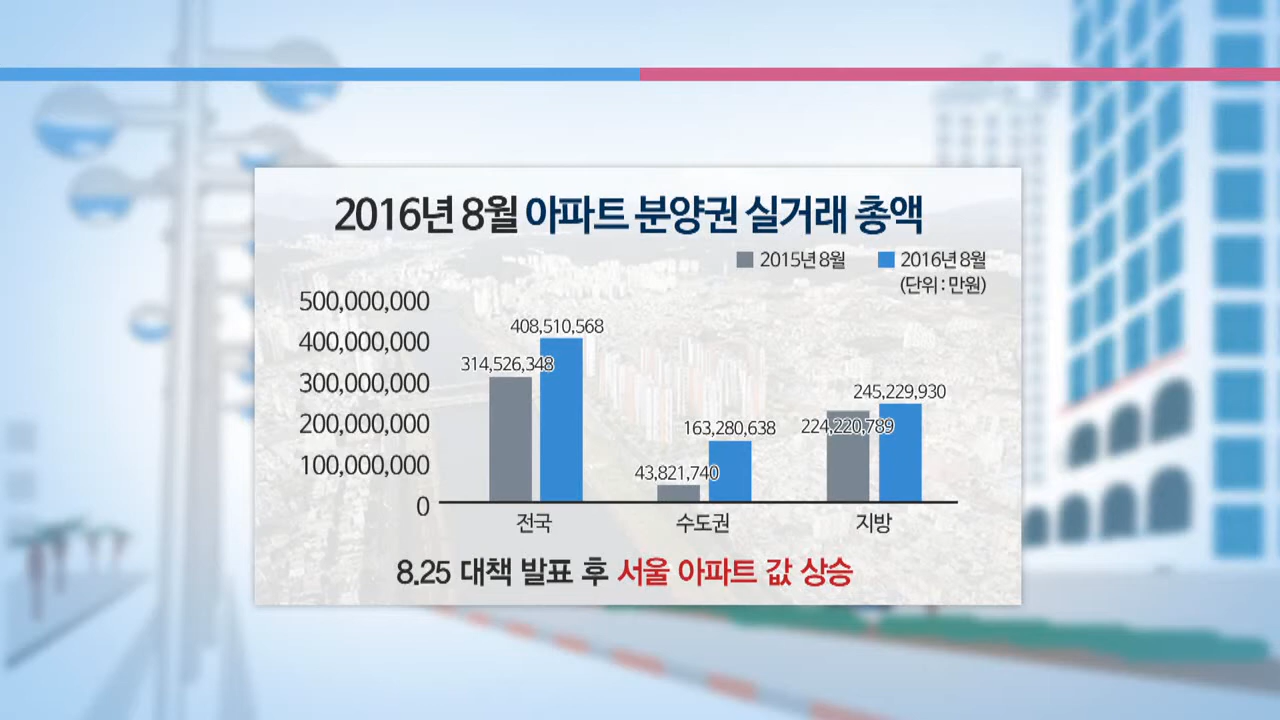 2016년 8월 아파트 분양권 실거래 총액
2015년 8월 2016년 8월
(단위 : 만원)
500,000,000
400,000,000
300,000,000
200,000,000
100,000,000
0
408,510,568
314,526,348
163,280,638
43,821,740
245,229,930
224,220,789
전국 수도권 지방
8.25 대책 발표 후 서울 아파트 값 상승